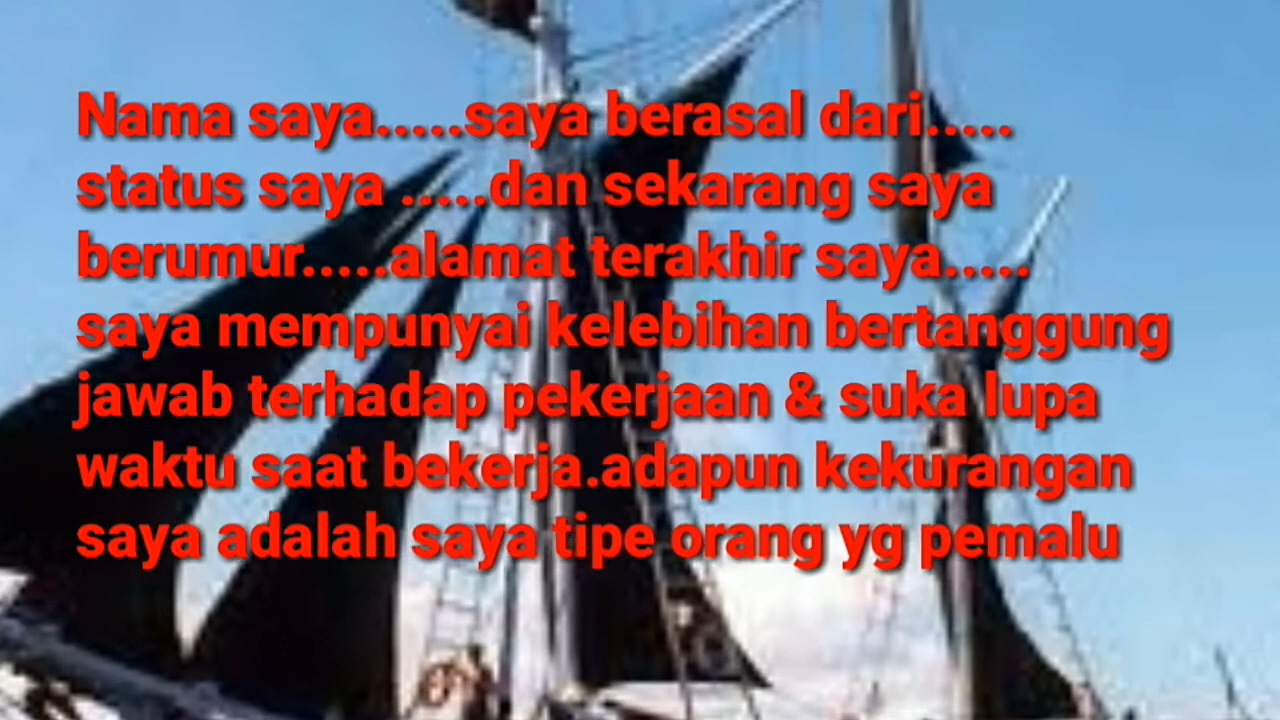 Nama saya.....saya berasal dari.....
status saya .....dan sekarang saya
berumur.....alamat terakhir saya.....
saya mempunyai kelebihan bertanggung
jawab terhadap pekerjaan & suka lupa
waktu saat bekerja.adapun kekurangan
saya adalah saya tipe orang yg pemalu